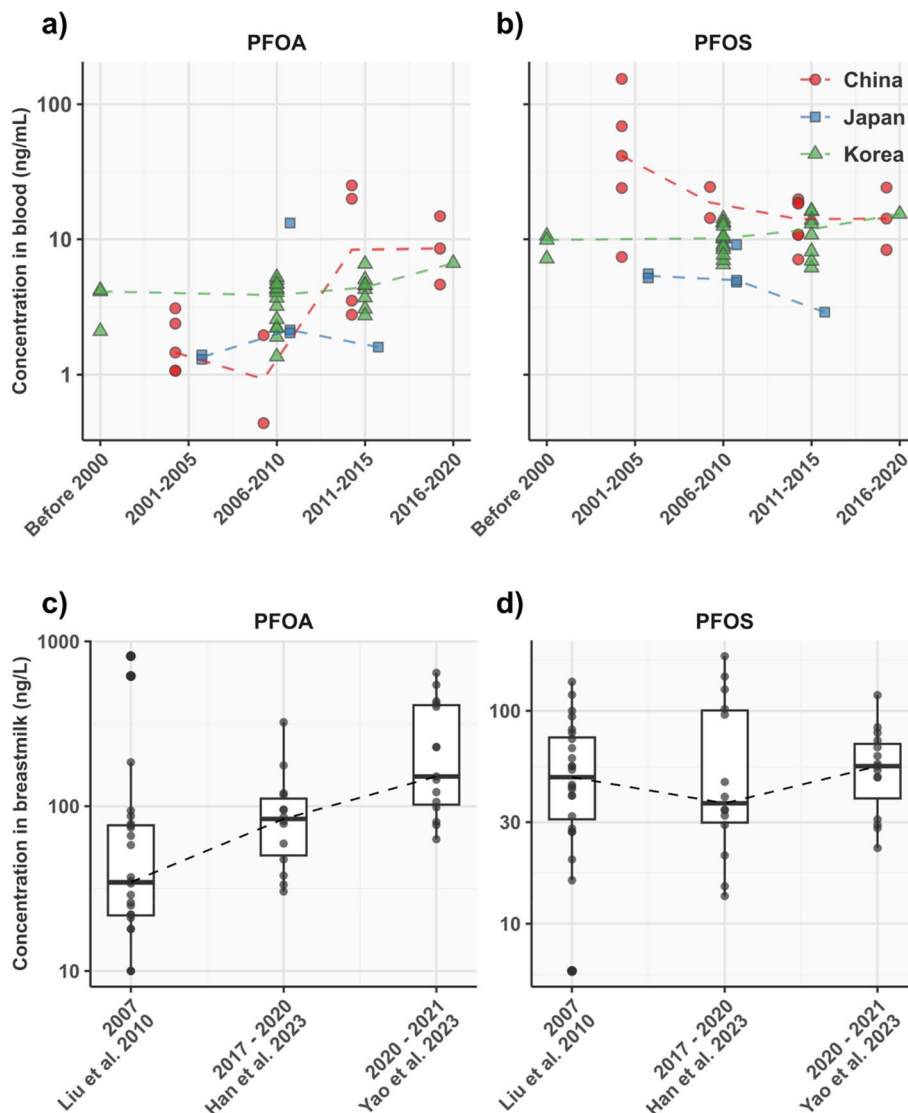 a)
PFOA
Concentration in blood (ng/mL)
100
10
1
Before 2000
2001-2005
2006-2010
2011-2015
2016-2020
b)
PFOS
China
Japan
Korea
Before 2000
2001-2005
2006-2010
2011-2015
2016-2020
c)
PFOA
Concentration in breastmilk (ng/L)
1000
100
10
2007
Liu et al. 2010
2017 - 2020
Han et al. 2023
2020 - 2021
Yao et al. 2023
d)
PFOS
100
30
10
2007
Liu et al. 2010
2017 - 2020
Han et al. 2023
2020 - 2021
Yao et al. 2023